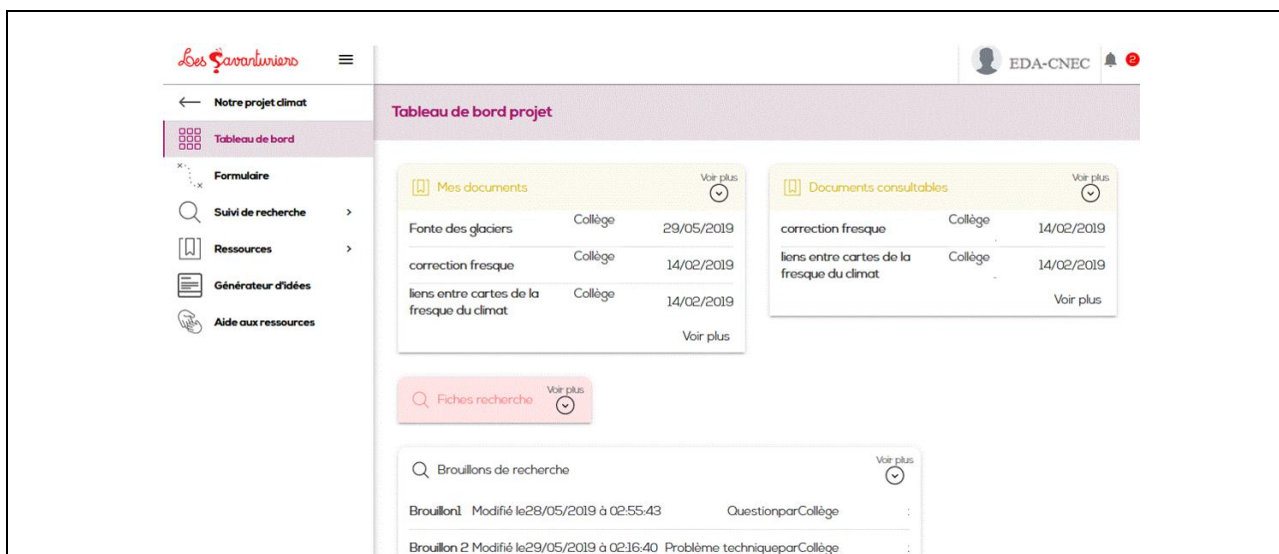 Les Savanturiers
EDA-CNEC
2
Notre projet climat
Tableau de bord
Formulaire
Suivi de recherche >
Ressources >
Générateur d'idées
Aide aux ressources
Tableau de bord projet
Mes documents Voir plus
Fonte des glaciers Collège 29/05/2019
correction fresque Collège 14/02/2019
liens entre cartes de la Collège 14/02/2019
fresque du climat
Voir plus
Documents consultables Voir plus
correction fresque Collège 14/02/2019
liens entre cartes de la Collège 14/02/2019
fresque du climat
Voir plus
Fiches recherche Voir plus
Brouillons de recherche Voir plus
Brouillon1 Modifié le28/05/2019 à 02:55:43 QuestionparCollège :
Brouillon 2 Modifié le29/05/2019 à 02:16:40 Problème techniqueparCollège :